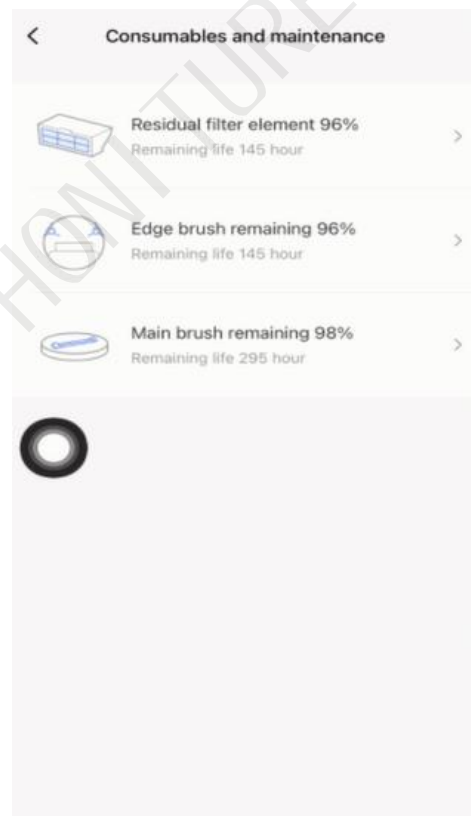 Consumables and maintenance
Residual filter element 96%
Remaining life 145 hour
Edge brush remaining 96%
Remaining life 145 hour
Main brush remaining 98%
Remaining life 295 hour
HONITURE